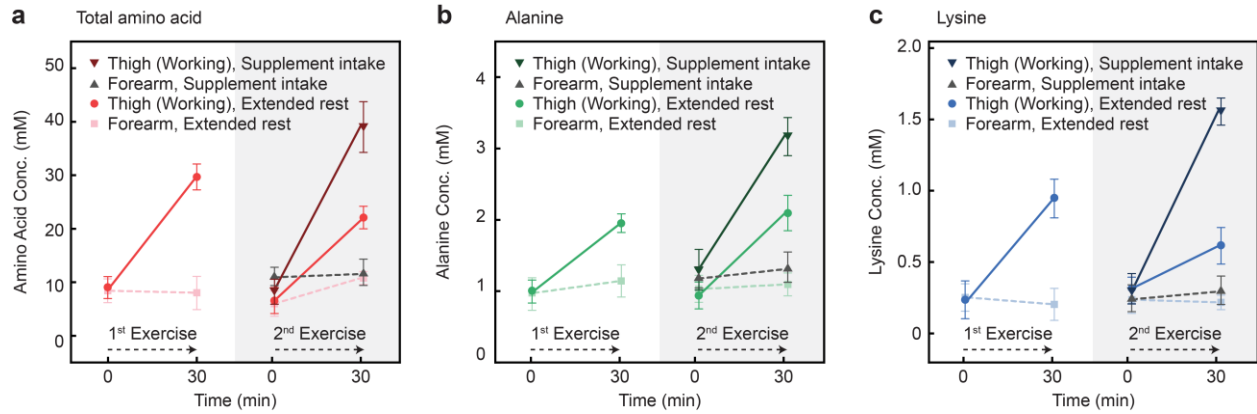 a Total amino acid
Thigh (Working), Supplement intake
Forearm, Supplement intake
Thigh (Working), Extended rest
Forearm, Extended rest
Amino Acid Conc. (mM)
50
40
30
20
10
0
1st Exercise
2nd Exercise
0 30 0 30
Time (min)
b Alanine
Thigh (Working), Supplement intake
Forearm, Supplement intake
Thigh (Working), Extended rest
Forearm, Extended rest
Alanine Conc. (mM)
4
3
2
1
0
1st Exercise
2nd Exercise
0 30 0 30
Time (min)
c Lysine
Thigh (Working), Supplement intake
Forearm, Supplement intake
Thigh (Working), Extended rest
Forearm, Extended rest
Lysine Conc. (mM)
2.0
1.5
1.0
0.5
0
1st Exercise
2nd Exercise
0 30 0 30
Time (min)